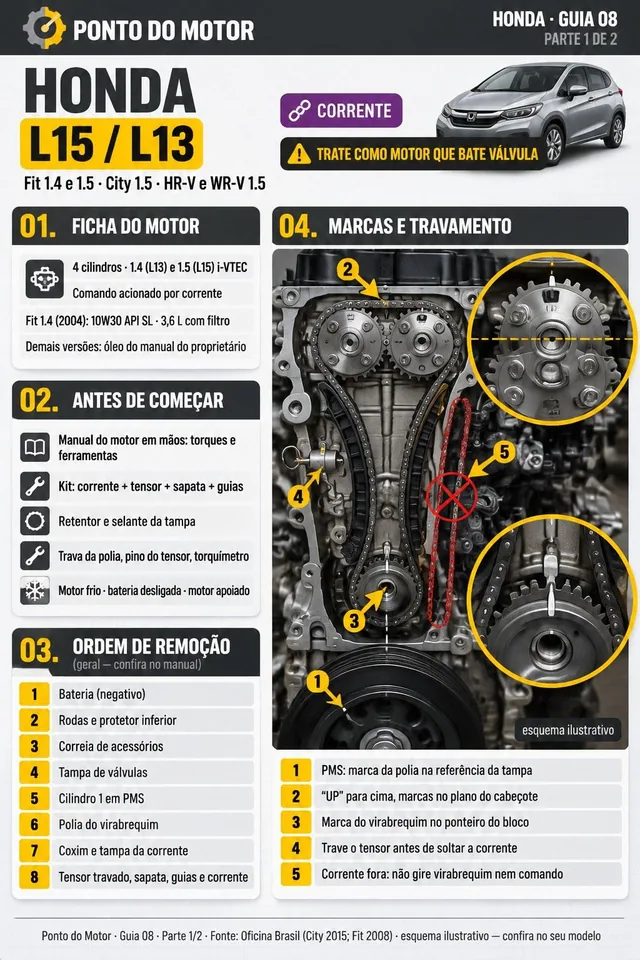 PONTO DO MOTOR
HONDA · GUIA 08
PARTE 1 DE 2
HONDA
L15 / L13
Fit 1.4 e 1.5 · City 1.5 · HR-V e WR-V 1.5
CORRENTE
TRATE COMO MOTOR QUE BATE VÁLVULA
01. FICHA DO MOTOR
4 cilindros · 1.4 (L13) e 1.5 (L15) i-VTEC
Comando acionado por corrente
Fit 1.4 (2004): 10W30 API SL · 3,6 L com filtro
Demais versões: óleo do manual do proprietário
02. ANTES DE COMEÇAR
Manual do motor em mãos: torques e
ferramentas
Kit: corrente + tensor + sapata + guias
Retentor e selante da tampa
Trava da polia, pino do tensor, torquímetro
Motor frio · bateria desligada · motor apoiado
03. ORDEM DE REMOÇÃO
(geral — confira no manual)
1 Bateria (negativo)
2 Rodas e protetor inferior
3 Correia de acessórios
4 Tampa de válvulas
5 Cilindro 1 em PMS
6 Polia do virabrequim
7 Coxim e tampa da corrente
8 Tensor travado, sapata, guias e corrente
04. MARCAS E TRAVAMENTO
2
5
4
3
1
esquema ilustrativo
1 PMS: marca da polia na referência da tampa
2 “UP” para cima, marcas no plano do cabeçote
3 Marca do virabrequim no ponteiro do bloco
4 Trave o tensor antes de soltar a corrente
5 Corrente fora: não gire virabrequim nem comando
Ponto do Motor · Guia 08 · Parte 1/2 · Fonte: Oficina Brasil (City 2015; Fit 2008) · esquema ilustrativo — confira no seu modelo